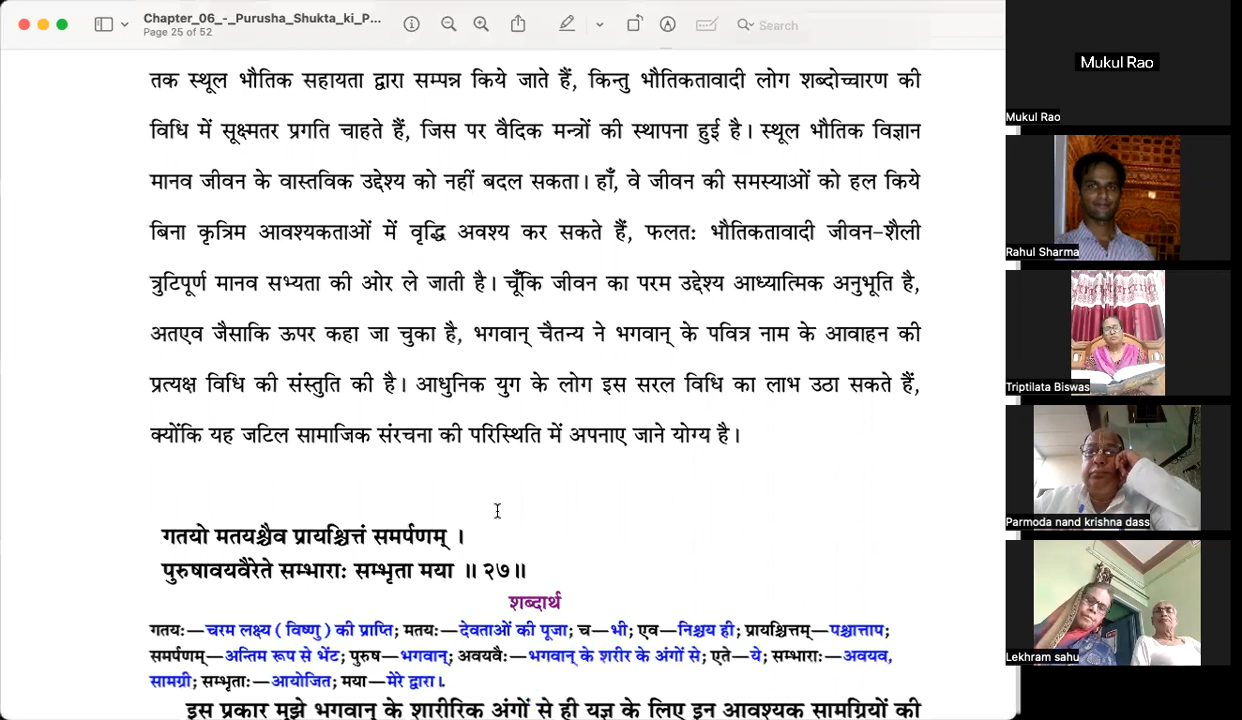 Chapter_06_-_Purusha_Shukta_ki_P...
Page 25 of 52
Search
तक स्थूल भौतिक सहायता द्वारा सम्पन्न किये जाते हैं, किन्तु भौतिकतावादी लोग शब्दोच्चारण की
विधि में सूक्ष्मतर प्रगति चाहते हैं, जिस पर वैदिक मन्त्रों की स्थापना हुई है। स्थूल भौतिक विज्ञान
मानव जीवन के वास्तविक उद्देश्य को नहीं बदल सकता। हाँ, वे जीवन की समस्याओं को हल किये
बिना कृत्रिम आवश्यकताओं में वृद्धि अवश्य कर सकते हैं, फलतः भौतिकतावादी जीवन-शैली
त्रुटिपूर्ण मानव सभ्यता की ओर ले जाती है। चूँकि जीवन का परम उद्देश्य आध्यात्मिक अनुभूति है,
अतएव जैसाकि ऊपर कहा जा चुका है, भगवान् चैतन्य ने भगवान् के पवित्र नाम के आवाहन की
प्रत्यक्ष विधि की संस्तुति की है। आधुनिक युग के लोग इस सरल विधि का लाभ उठा सकते हैं,
क्योंकि यह जटिल सामाजिक संरचना की परिस्थिति में अपनाए जाने योग्य है।
गतयो मतयश्चैव प्रायश्चित्तं समर्पणम् ।
पुरुषावयवैरेते सम्भाराः सम्भृता मया ॥ २७॥
शब्दार्थ
गतयः—चरम लक्ष्य ( विष्णु ) की प्राप्ति; मतयः—देवताओं की पूजा; च—भी; एव—निश्चय ही; प्रायश्चित्तम्—पश्चात्ताप;
समर्पणम्—अन्तिम रूप से भेंट; पुरुष—भगवान्; अवयवैः—भगवान् के शरीर के अंगों से; एते—ये; सम्भाराः—अवयव,
सामग्री; सम्भृताः—आयोजित; मया—मेरे द्वारा।
इस प्रकार मुझे भगवान् के शारीरिक अंगों से ही यज्ञ के लिए इन आवश्यक सामग्रियों की
Mukul Rao
Mukul Rao
Rahul Sharma
Triptilata Biswas
Parmoda nand krishna dass
Lekhram sahu